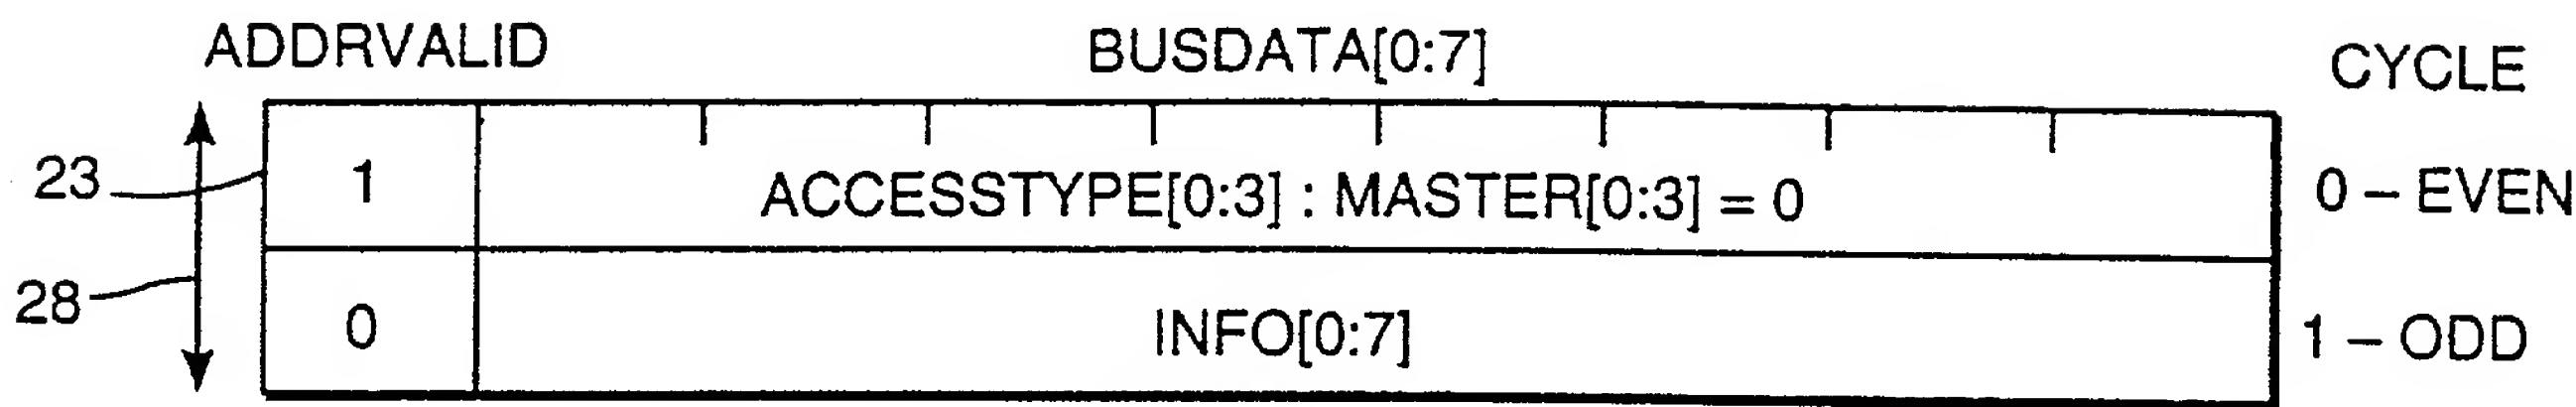 ADDRVALID BUSDATA[0:7] CYCLE
23 1 ACCESSTYPE[0:3] : MASTER[0:3] = 0 0 – EVEN
28 0 INFO[0:7] 1 – ODD